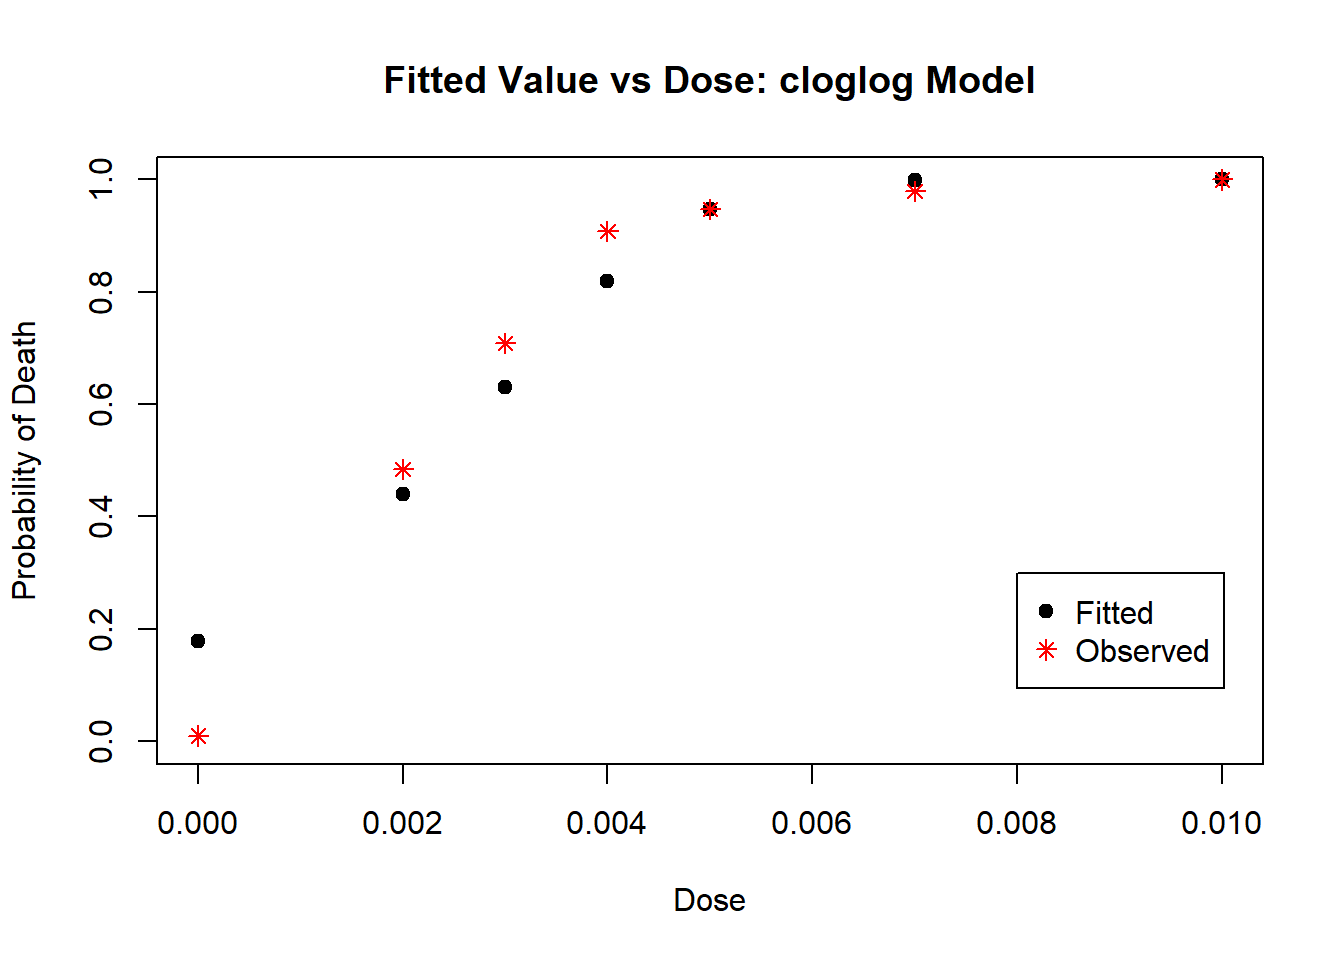 Fitted Value vs Dose: cloglog Model
Probability of Death
1.0
0.8
0.6
0.4
0.2
0.0
Fitted
Observed
0.000 0.002 0.004 0.006 0.008 0.010
Dose